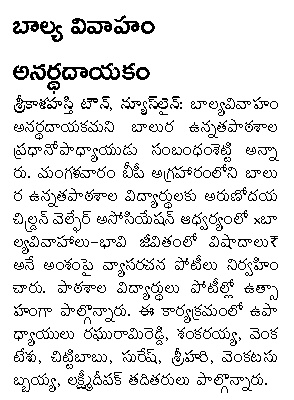 బాల్య వివాహం
అనర్థదాయకం
శ్రీకాళహస్తి టౌన్, న్యూస్‌లైన్: బాల్యవివాహం
అనర్థదాయకమని బాలుర ఉన్నతపాఠశాల
ప్రధానోపాధ్యాయుడు సంబంధంశెట్టి అన్నా
రు. మంగళవారం బీపీ అగ్రహారంలోని బాలు
ర ఉన్నతపాఠశాల విద్యార్థులకు అరుణోదయ
చిల్డ్రన్ వెల్ఫేర్ అసోసియేషన్ ఆధ్వర్యంలో ×బా
ల్యవివాహాలు-భావి జీవితంతో విషాదాలు₹
అనే అంశంపై వ్యాసరచన పోటీలు నిర్వహిం
చారు. పాఠశాల విద్యార్థులు పోటీల్లో ఉత్సా
హంగా పాల్గొన్నారు. ఈ కార్యక్రమంలో ఉపా
ధ్యాయులు రఘురామిరెడ్డి, శంకరయ్య, వెంక
టేశు, చిట్టిబాబు, సురేష్, శ్రీహరి, వెంకటసు
బ్బయ్య, లక్ష్మీదీపక్ తదితరులు పాల్గొన్నారు.